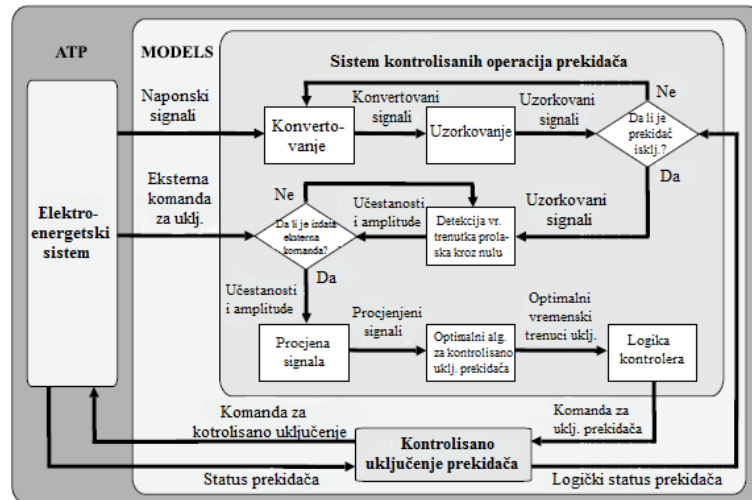 ATP
MODELS
Sistem kontrolisanih operacija prekidača
Naponski
signali
Konverto-
vanje
Konvertovani
signali
Uzorkovanje
Uzorkovani
signali
Ne
Da li je
prekidač
isklj.?
Da
Elektro-
energetski
sistem
Eksterna
komanda
za uklj.
Ne
Da li je izdata
eksterna
komanda?
Da
Učestanosti
i amplitude
Detekcija vr.
trenutka prola-
ska kroz nulu
Uzorkovani
signali
Učestanosti
i amplitude
Procjena
signala
Procjenjeni
signali
Optimalni alg.
za kontrolisano
uklj. prekidača
Optimalni
vremenski
trenuci uklj.
Logika
kontrolera
Komanda za
kotrolisano uključenje
Kontrolisano
uključenje prekidača
Komanda za
uklj. prekidača
Status prekidača
Logički status prekidača